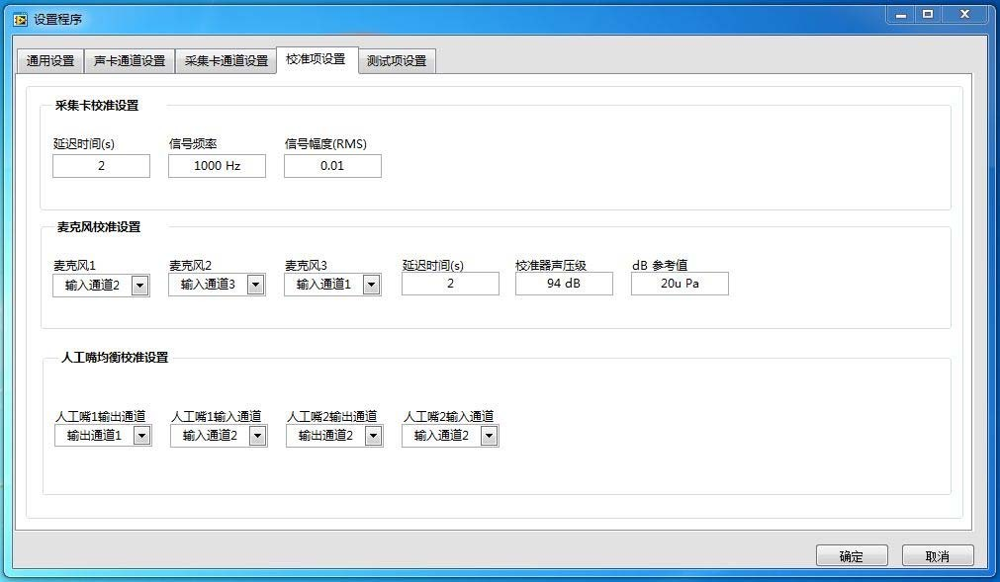 设置程序
通用设置 声卡通道设置 采集卡通道设置 校准项设置 测试项设置
采集卡校准设置
延迟时间(s) 信号频率 信号幅度(RMS)
2 1000 Hz 0.01
麦克风校准设置
麦克风1 麦克风2 麦克风3 延迟时间(s) 校准器声压级 dB 参考值
输入通道2 输入通道3 输入通道1 2 94 dB 20u Pa
人工嘴均衡校准设置
人工嘴1输出通道 人工嘴1输入通道 人工嘴2输出通道 人工嘴2输入通道
输出通道1 输入通道2 输出通道2 输入通道2
确定 取消